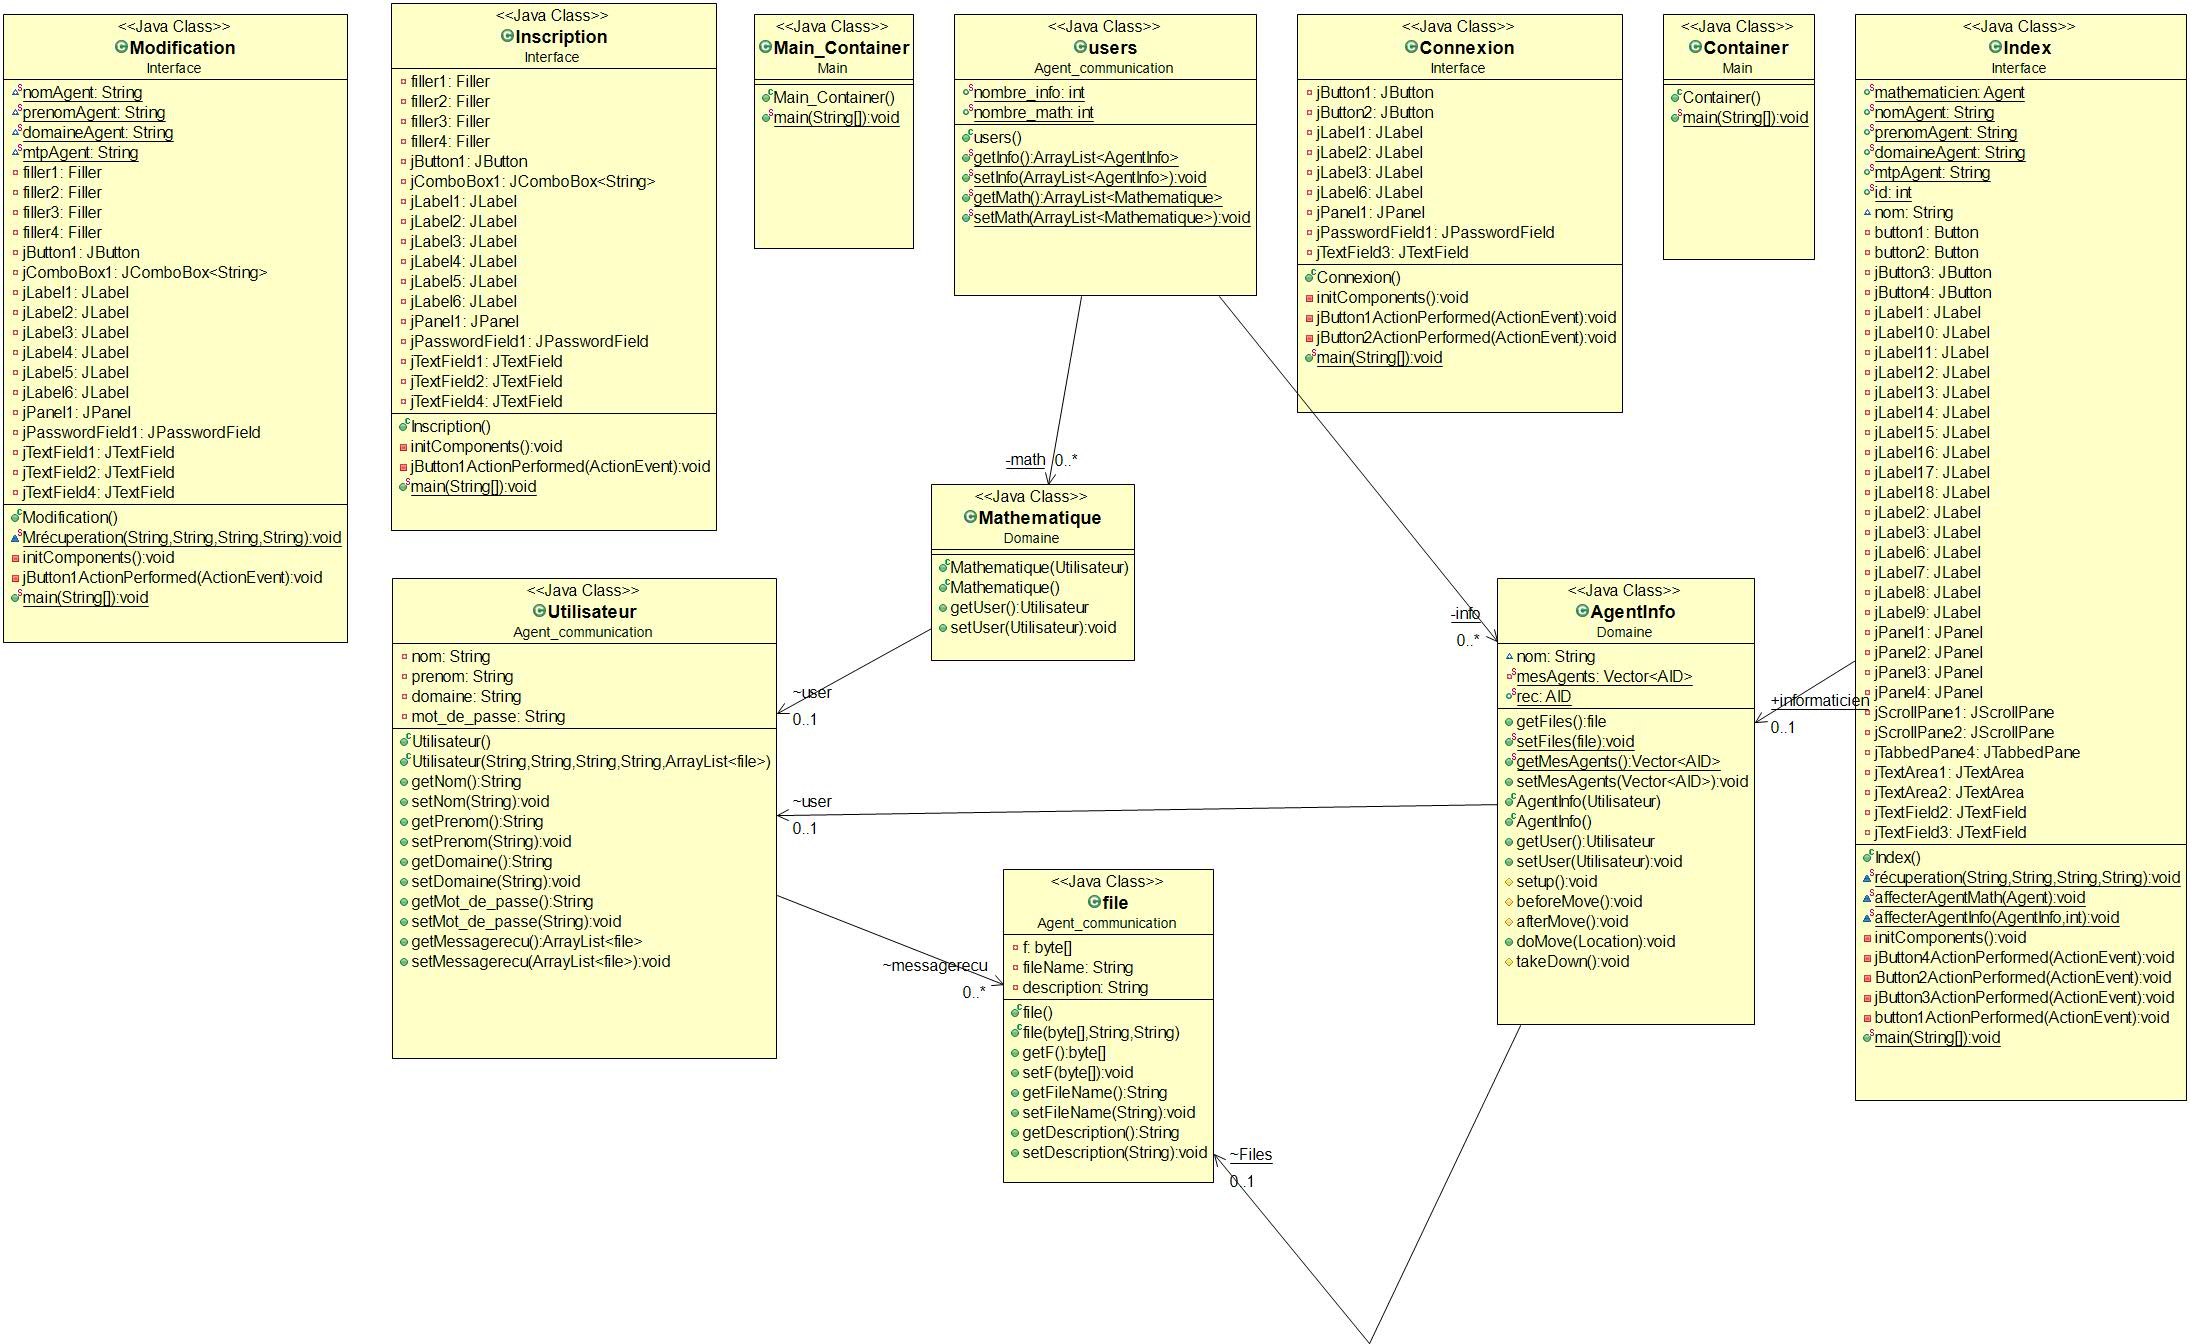 <<Java Class>>
Modification
Interface
nomAgent: String
prenomAgent: String
domaineAgent: String
mtpAgent: String
filler1: Filler
filler2: Filler
filler3: Filler
filler4: Filler
jButton1: JButton
jComboBox1: JComboBox<String>
jLabel1: JLabel
jLabel2: JLabel
jLabel3: JLabel
jLabel4: JLabel
jLabel5: JLabel
jLabel6: JLabel
jPanel1: JPanel
jPasswordField1: JPasswordField
jTextField1: JTextField
jTextField2: JTextField
jTextField4: JTextField
Modification()
Mrécuperation(String,String,String,String):void
initComponents():void
jButton1ActionPerformed(ActionEvent):void
main(String[]):void
<<Java Class>>
Inscription
Interface
filler1: Filler
filler2: Filler
filler3: Filler
filler4: Filler
jButton1: JButton
jComboBox1: JComboBox<String>
jLabel1: JLabel
jLabel2: JLabel
jLabel3: JLabel
jLabel4: JLabel
jLabel5: JLabel
jLabel6: JLabel
jPanel1: JPanel
jPasswordField1: JPasswordField
jTextField1: JTextField
jTextField2: JTextField
jTextField4: JTextField
Inscription()
initComponents():void
jButton1ActionPerformed(ActionEvent):void
main(String[]):void
<<Java Class>>
Main_Container
Main
Main_Container()
main(String[]):void
<<Java Class>>
users
Agent_communication
nombre_info: int
nombre_math: int
users()
getInfo():ArrayList<AgentInfo>
setInfo(ArrayList<AgentInfo>):void
getMath():ArrayList<Mathematique>
setMath(ArrayList<Mathematique>):void
<<Java Class>>
Connexion
Interface
jButton1: JButton
jButton2: JButton
jLabel1: JLabel
jLabel2: JLabel
jLabel3: JLabel
jLabel6: JLabel
jPanel1: JPanel
jPasswordField1: JPasswordField
jTextField3: JTextField
Connexion()
initComponents():void
jButton1ActionPerformed(ActionEvent):void
jButton2ActionPerformed(ActionEvent):void
main(String[]):void
<<Java Class>>
Container
Main
Container()
main(String[]):void
<<Java Class>>
Index
Interface
mathematicien: Agent
nomAgent: String
prenomAgent: String
domaineAgent: String
mtpAgent: String
id: int
nom: String
button1: Button
button2: Button
jButton3: JButton
jButton4: JButton
jLabel1: JLabel
jLabel10: JLabel
jLabel11: JLabel
jLabel12: JLabel
jLabel13: JLabel
jLabel14: JLabel
jLabel15: JLabel
jLabel16: JLabel
jLabel17: JLabel
jLabel18: JLabel
jLabel2: JLabel
jLabel3: JLabel
jLabel6: JLabel
jLabel7: JLabel
jLabel8: JLabel
jLabel9: JLabel
jPanel1: JPanel
jPanel2: JPanel
jPanel3: JPanel
jPanel4: JPanel
jScrollPane1: JScrollPane
jScrollPane2: JScrollPane
jTabbedPane4: JTabbedPane
jTextArea1: JTextArea
jTextArea2: JTextArea
jTextField2: JTextField
jTextField3: JTextField
Index()
récuperation(String,String,String,String):void
affecterAgentMath(Agent):void
affecterAgentInfo(AgentInfo,int):void
initComponents():void
jButton4ActionPerformed(ActionEvent):void
Button2ActionPerformed(ActionEvent):void
jButton3ActionPerformed(ActionEvent):void
button1ActionPerformed(ActionEvent):void
main(String[]):void
-math 0..*
<<Java Class>>
Mathematique
Domaine
Mathematique(Utilisateur)
Mathematique()
getUser():Utilisateur
setUser(Utilisateur):void
-info
0..*
<<Java Class>>
Utilisateur
Agent_communication
nom: String
prenom: String
domaine: String
mot_de_passe: String
Utilisateur()
Utilisateur(String,String,String,String,ArrayList<file>)
getNom():String
setNom(String):void
getPrenom():String
setPrenom(String):void
getDomaine():String
setDomaine(String):void
getMot_de_passe():String
setMot_de_passe(String):void
getMessagerecu():ArrayList<file>
setMessagerecu(ArrayList<file>):void
~user
0..1
~user
0..1
<<Java Class>>
AgentInfo
Domaine
nom: String
mesAgents: Vector<AID>
rec: AID
getFiles():file
setFiles(file):void
getMesAgents():Vector<AID>
setMesAgents(Vector<AID>):void
AgentInfo(Utilisateur)
AgentInfo()
getUser():Utilisateur
setUser(Utilisateur):void
setup():void
beforeMove():void
afterMove():void
doMove(Location):void
takeDown():void
+informaticien
0..1
~messagerecu
0..*
<<Java Class>>
file
Agent_communication
f: byte[]
fileName: String
description: String
file()
file(byte[],String,String)
getF():byte[]
setF(byte[]):void
getFileName():String
setFileName(String):void
getDescription():String
setDescription(String):void
~Files
0..1